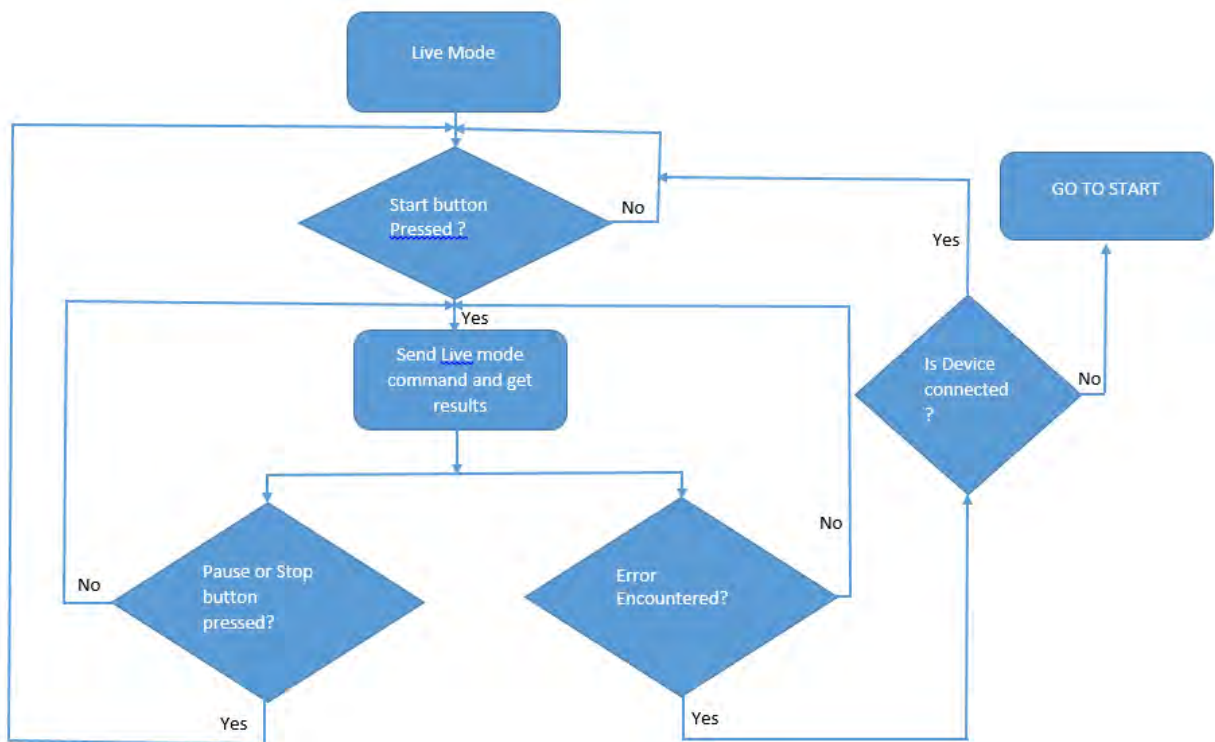 Live Mode
Start button
Pressed ?
No
Yes
Send Live mode
command and get
results
Pause or Stop
button
pressed?
No
Yes
Error
Encountered?
No
Yes
Is Device
connected
?
Yes
No
GO TO START